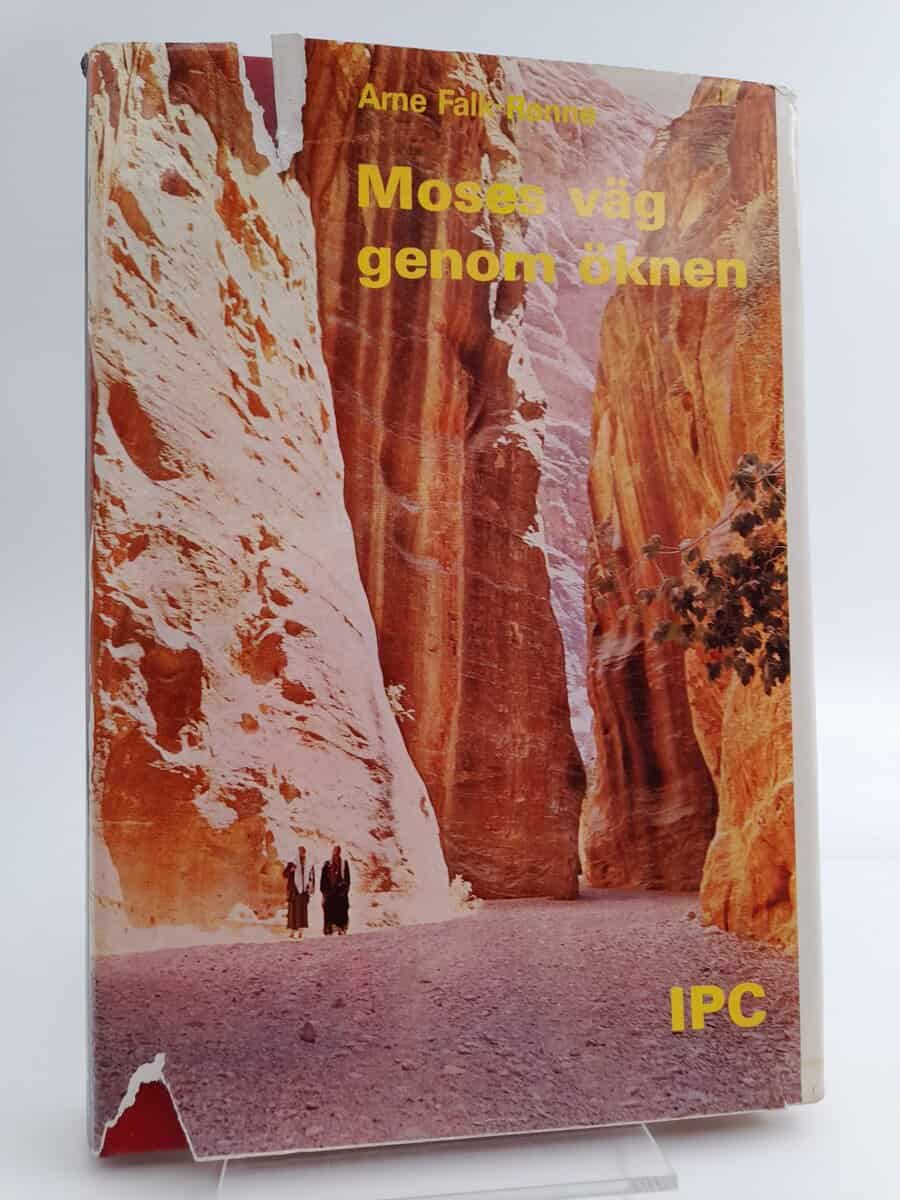 Arne Falk-Rønne
Moses väg
genom öknen
IPC